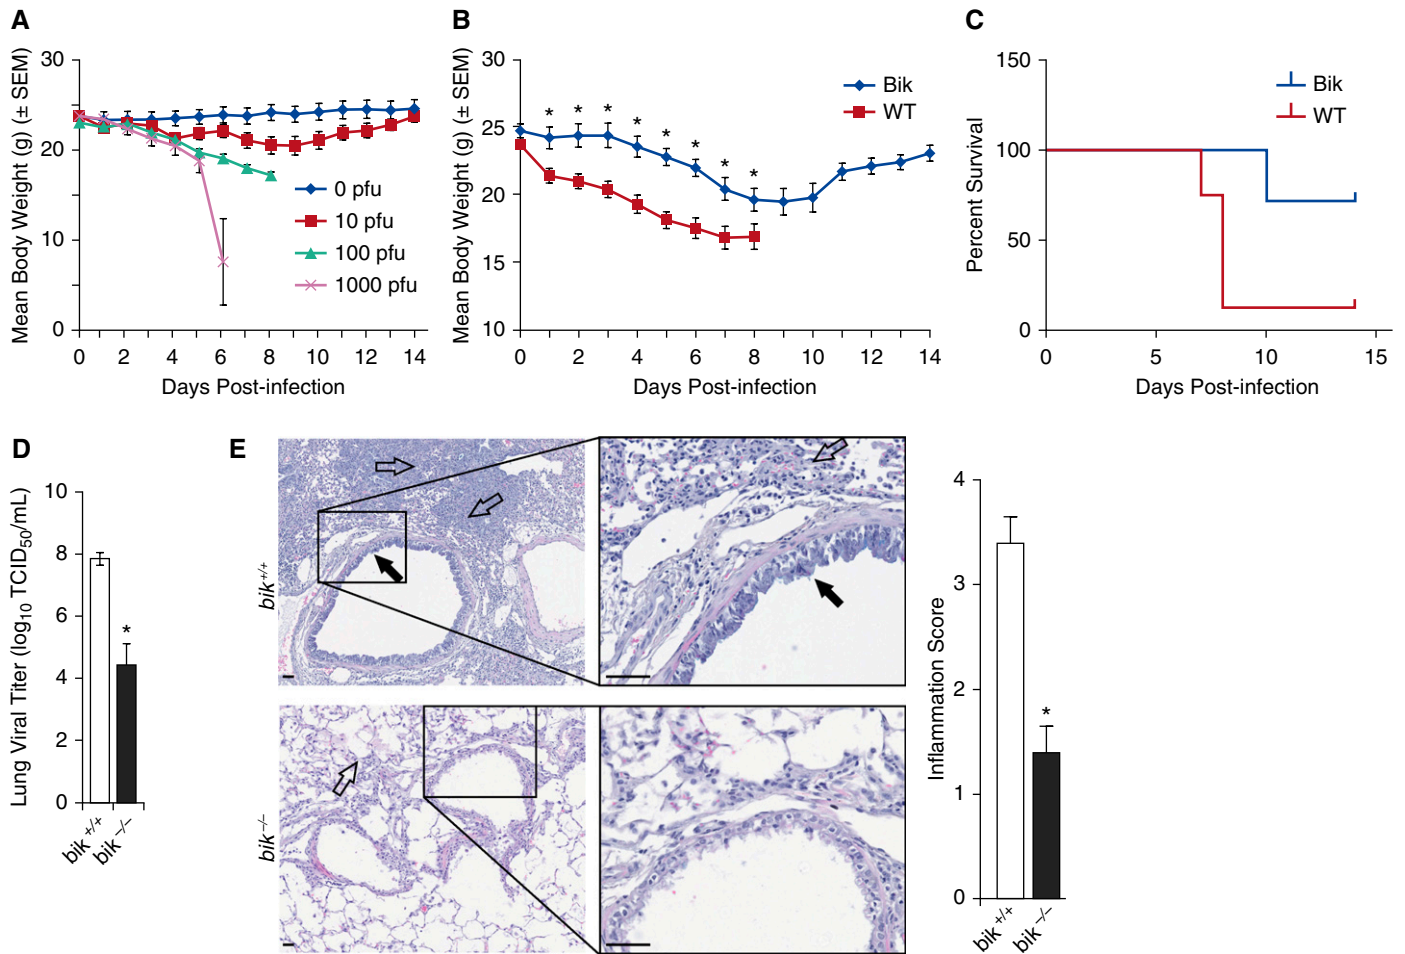 A
Mean Body Weight (g) (± SEM)
30
20
10
0
0 2 4 6 8 10 12 14
Days Post-infection
0 pfu
10 pfu
100 pfu
1000 pfu
B
Mean Body Weight (g) (± SEM)
30
25
20
15
10
* * * * * * * *
0 2 4 6 8 10 12 14
Days Post-infection
Bik
WT
C
Percent Survival
150
100
50
0
0 5 10 15
Days Post-infection
Bik
WT
D
Lung Viral Titer (log10 TCID50/mL)
10
8
6
4
2
0
*
bik+/+
bik−/−
E
bik+/+
bik−/−
Inflammation Score
4
3
2
1
0
*
bik+/+
bik−/−